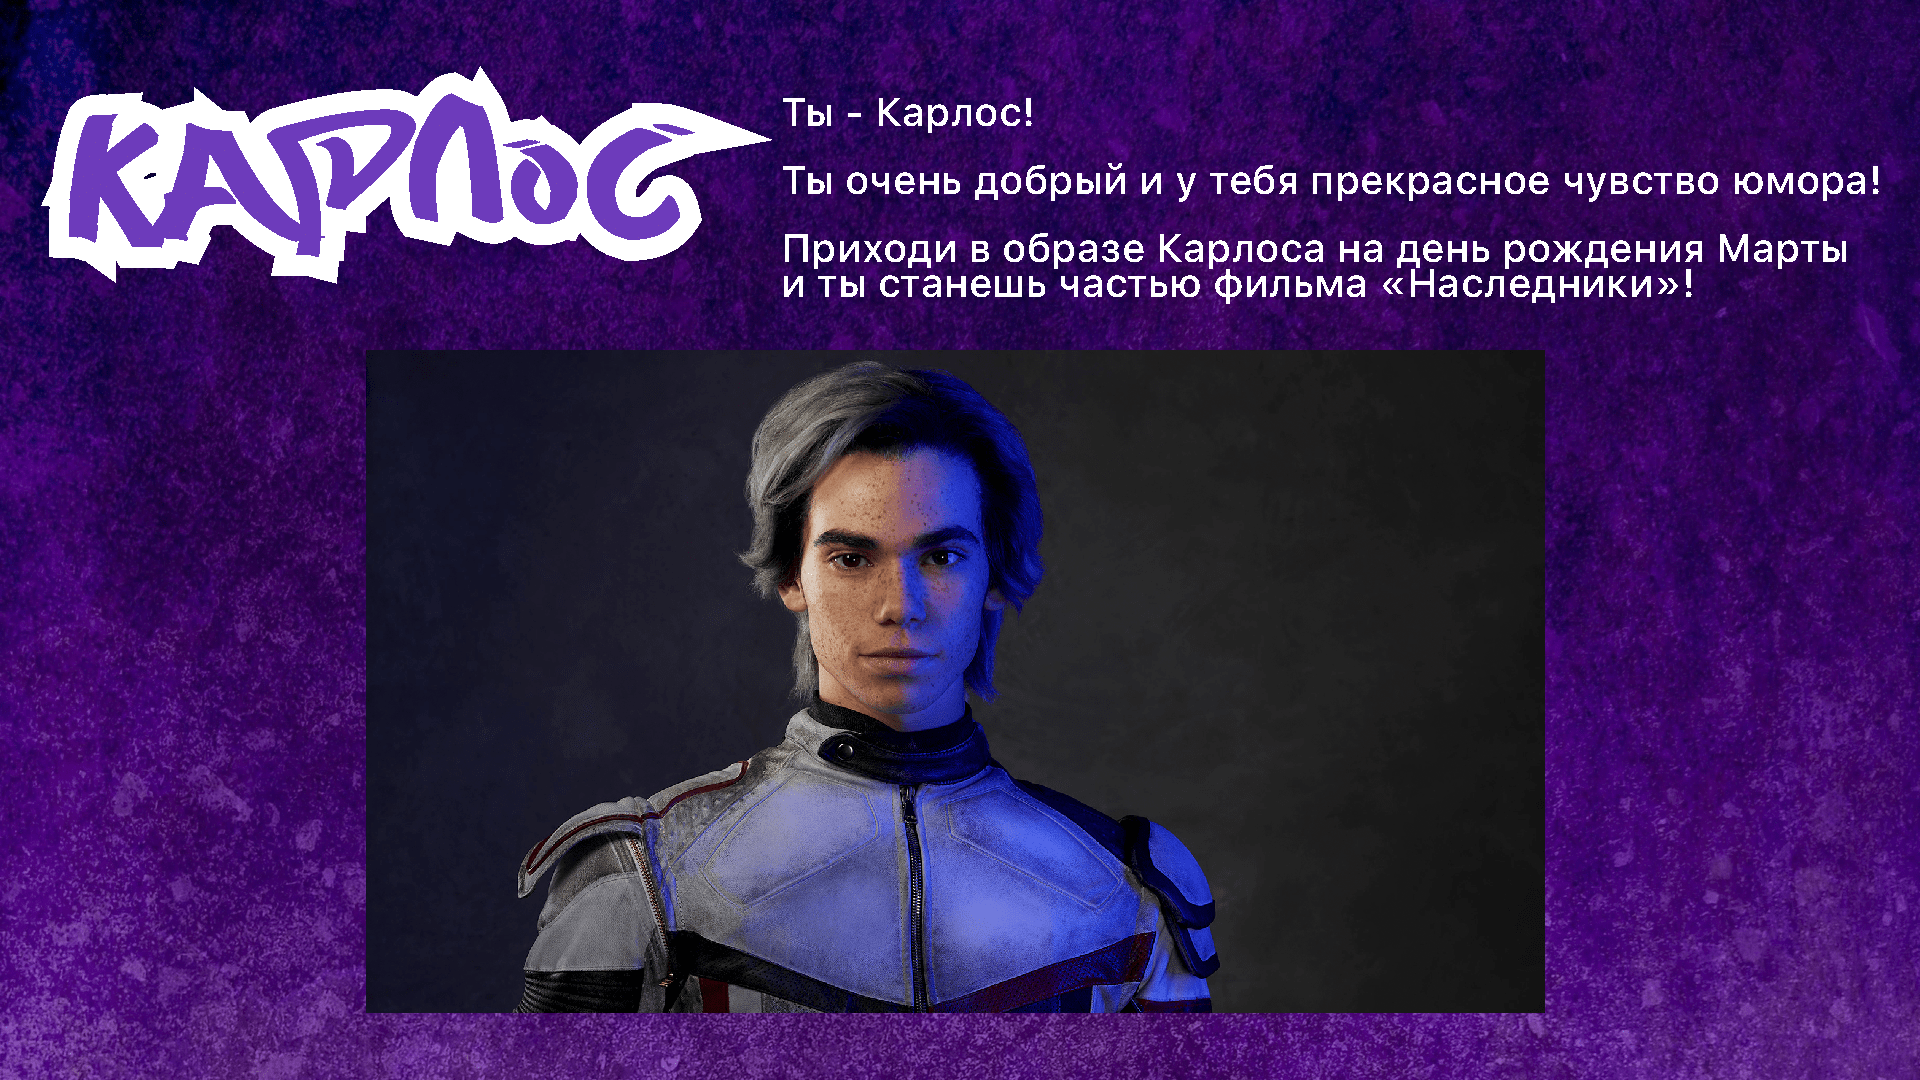 КАРЛОС
Ты - Карлос!
Ты очень добрый и у тебя прекрасное чувство юмора!
Приходи в образе Карлоса на день рождения Марты
и ты станешь частью фильма «Наследники»!